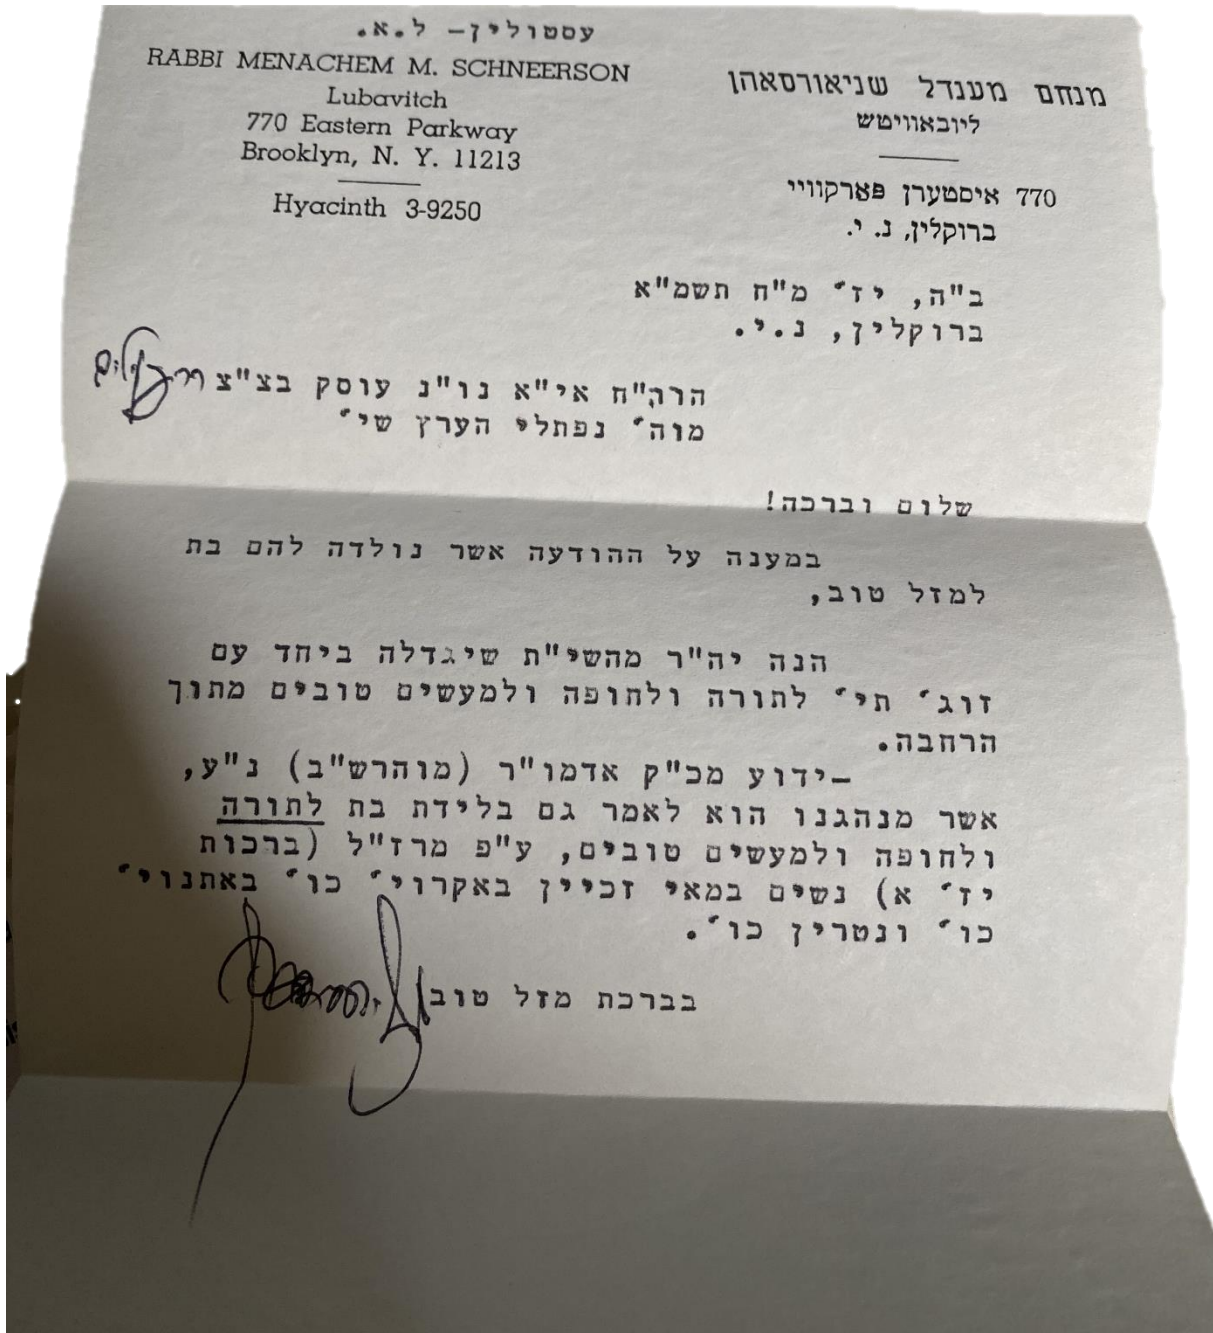 עסטולין– ל.א.
RABBI MENACHEM M. SCHNEERSON
Lubavitch
770 Eastern Parkway
Brooklyn, N. Y. 11213
Hyacinth 3-9250
מנחם מענדל שניאורסאהן
ליובאוויטש
770 איסטערן פארקוויי
ברוקלין, נ. י.
ב"ה, יז' מ"ח תשמ"א
ברוקלין, נ.י.
הרה"ח אי"א נו"נ עוסק בצ"צ
מוה' נפתלי הערץ שי'
שלום וברכה!
במענה על ההודעה אשר נולדה להם בת
למזל טוב,
הנה יה"ר מהשי"ת שיגדלה ביחד עם
זוג' תי' לתורה ולחופה ולמעשים טובים מתוך
הרחבה.
–ידוע מכ"ק אדמו"ר (מוהרש"ב) נ"ע,
אשר מנהגנו הוא לאמר גם בלידת בת לתורה
ולחופה ולמעשים טובים, ע"פ מרז"ל (ברכות
יז' א) נשים במאי זכיין באקרוי' כו' באתנויי'
כו' ונטרין כו'.
בברכת מזל טוב